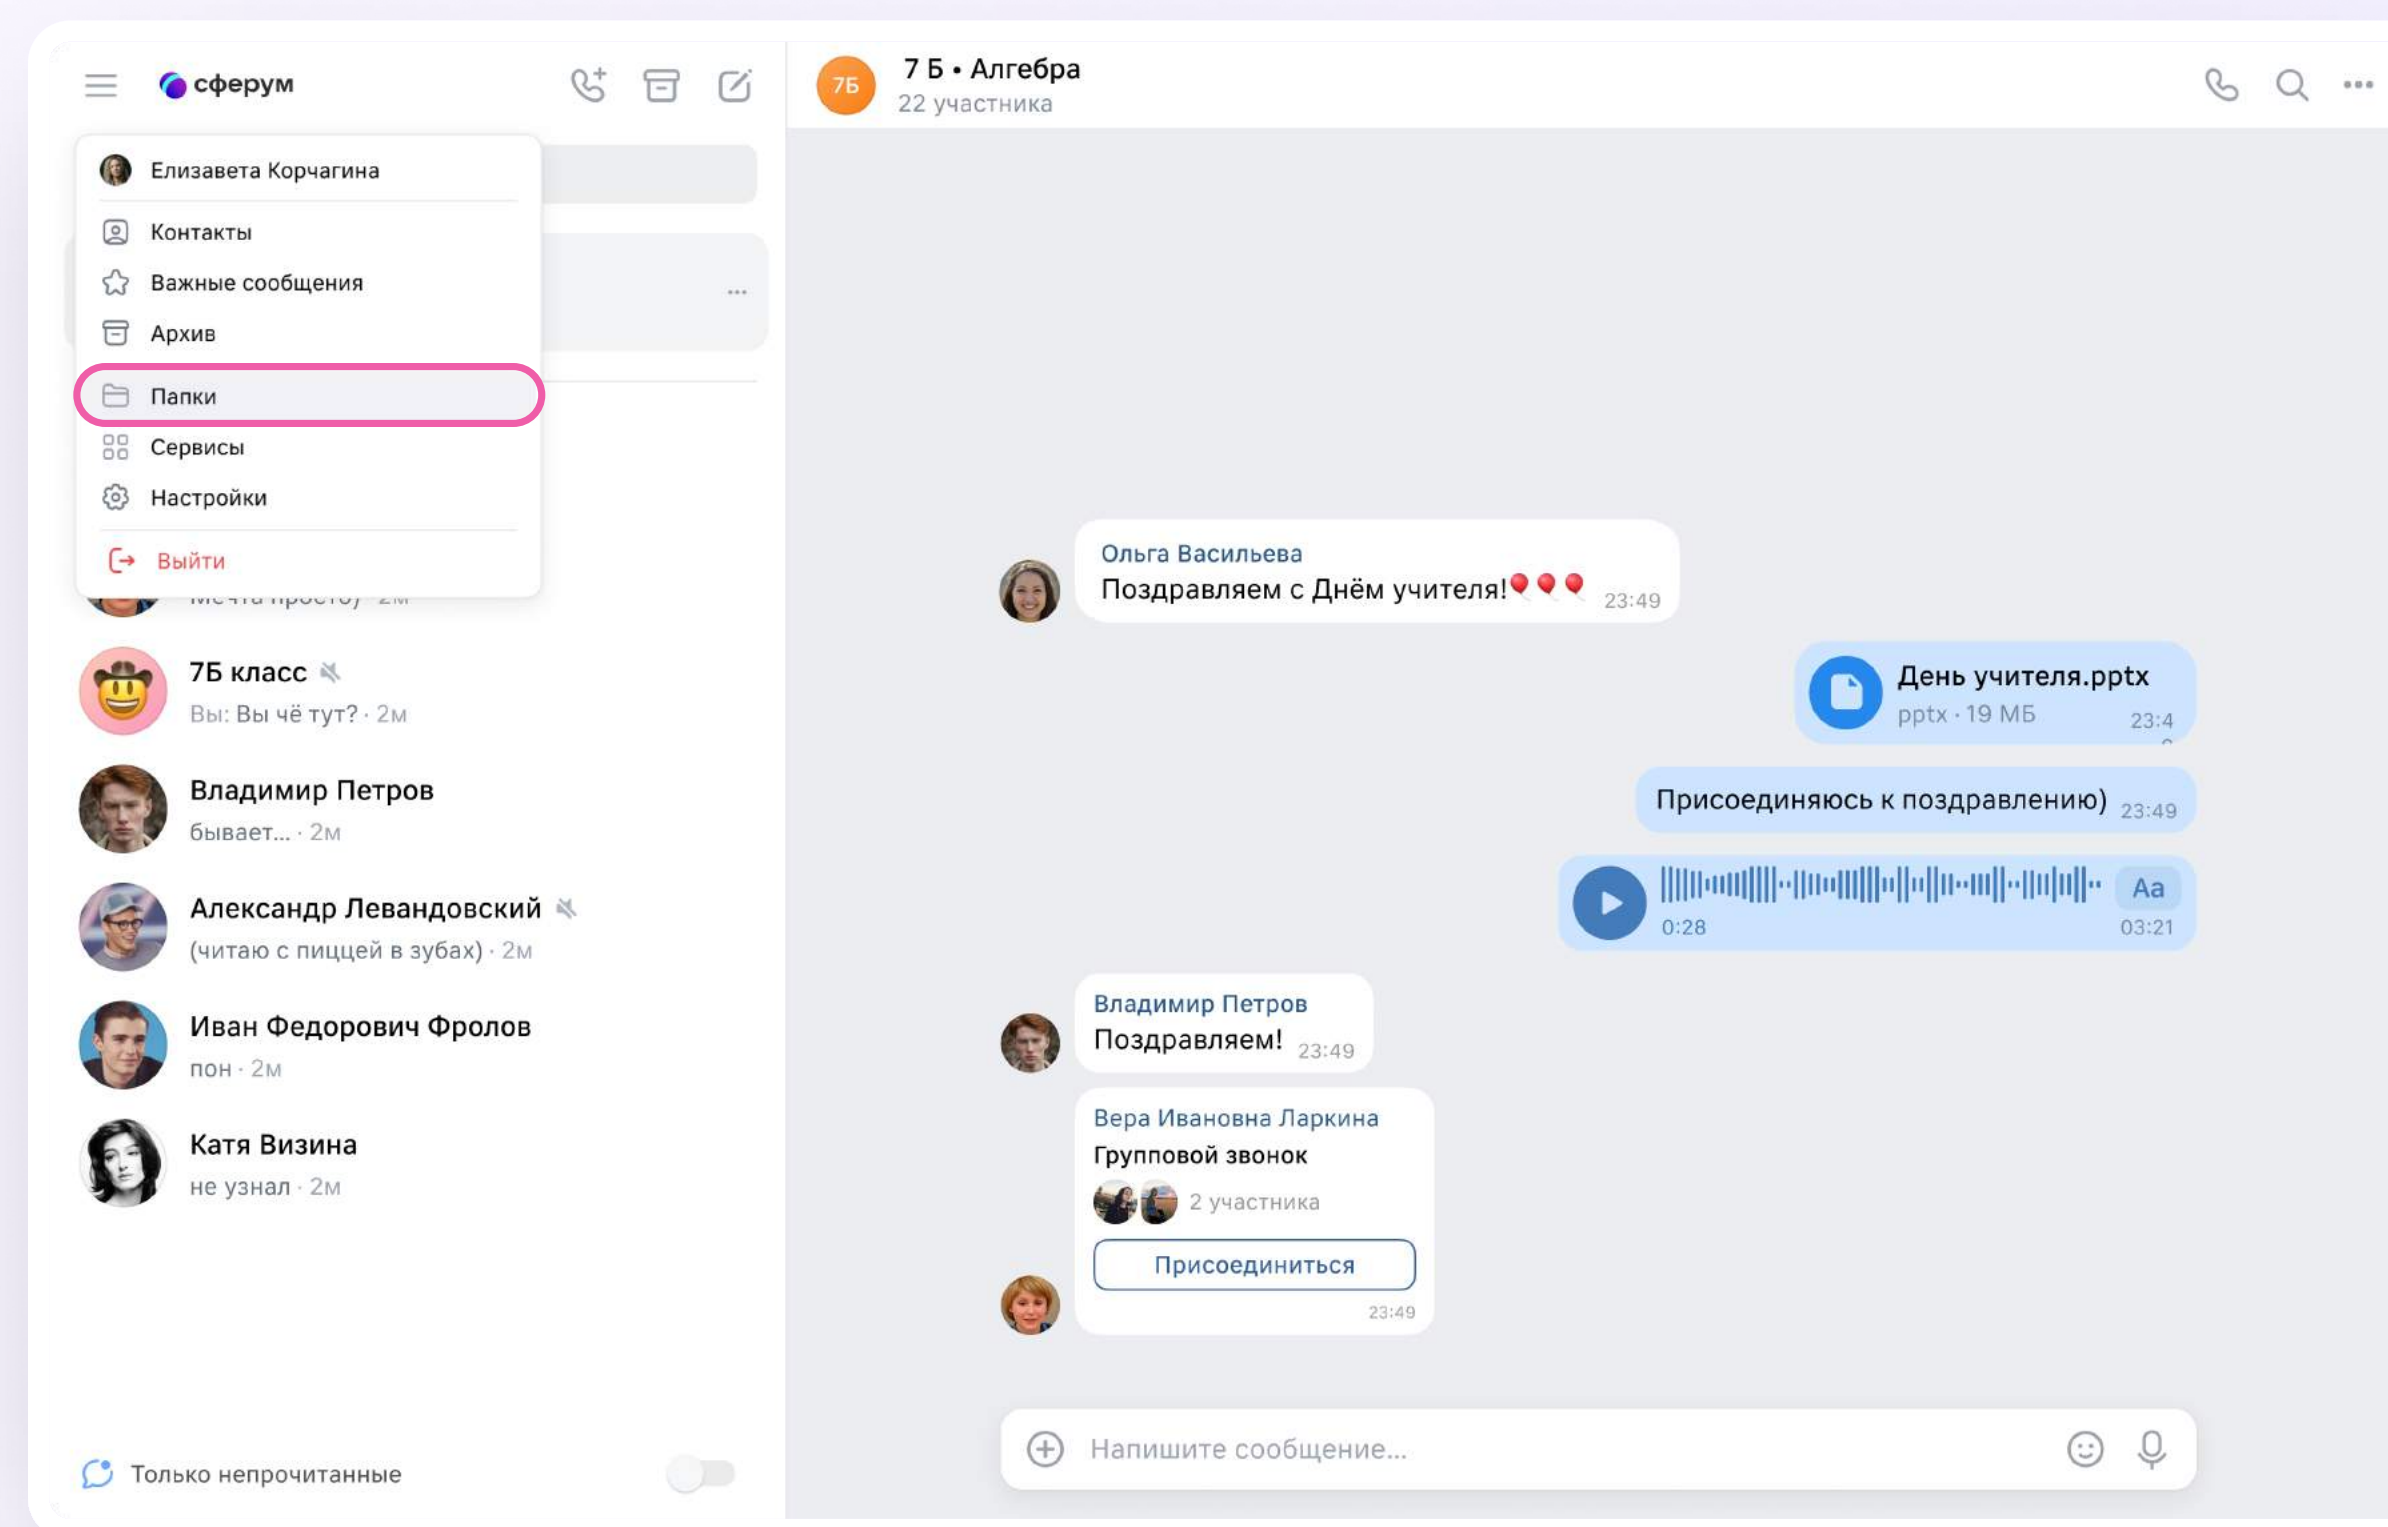 сферум
Елизавета Корчагина
Контакты
Важные сообщения
Архив
Папки
Сервисы
Настройки
Выйти
7Б класс
Вы: Вы чё тут? · 2м
Владимир Петров
бывает... · 2м
Александр Левандовский
(читаю с пиццей в зубах) · 2м
Иван Федорович Фролов
пон · 2м
Катя Визина
не узнал · 2м
Только непрочитанные
7Б
7 Б • Алгебра
22 участника
Ольга Васильева
Поздравляем с Днём учителя!🎈🎈🎈 23:49
День учителя.pptx
pptx · 19 МБ 23:4
Присоединяюсь к поздравлению) 23:49
Aa
0:28 03:21
Владимир Петров
Поздравляем! 23:49
Вера Ивановна Ларкина
Групповой звонок
2 участника
Присоединиться
23:49
Напишите сообщение...